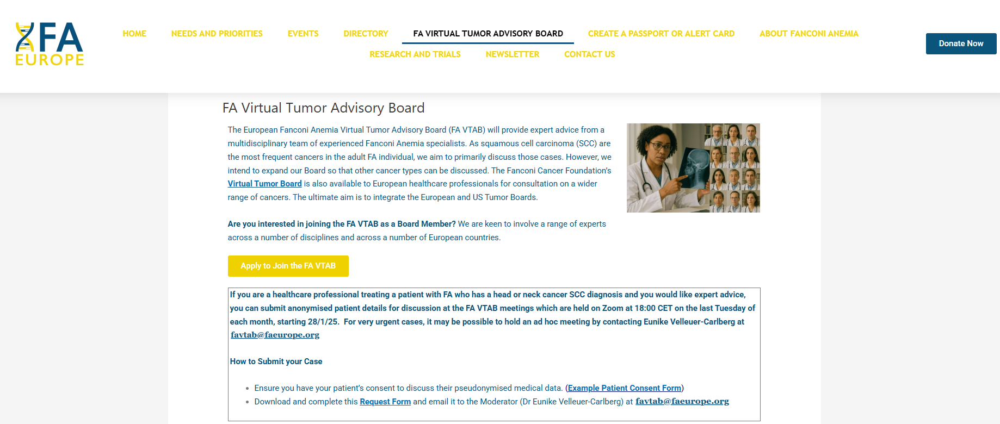 FA
EUROPE
HOME NEEDS AND PRIORITIES EVENTS DIRECTORY FA VIRTUAL TUMOR ADVISORY BOARD CREATE A PASSPORT OR ALERT CARD ABOUT FANCONI ANEMIA
RESEARCH AND TRIALS NEWSLETTER CONTACT US
Donate Now
FA Virtual Tumor Advisory Board
The European Fanconi Anemia Virtual Tumor Advisory Board (FA VTAB) will provide expert advice from a
multidisciplinary team of experienced Fanconi Anemia specialists. As squamous cell carcinoma (SCC) are
the most frequent cancers in the adult FA individual, we aim to primarily discuss those cases. However, we
intend to expand our Board so that other cancer types can be discussed. The Fanconi Cancer Foundation’s
Virtual Tumor Board is also available to European healthcare professionals for consultation on a wider
range of cancers. The ultimate aim is to integrate the European and US Tumor Boards.
Are you interested in joining the FA VTAB as a Board Member? We are keen to involve a range of experts
across a number of disciplines and across a number of European countries.
Apply to Join the FA VTAB
If you are a healthcare professional treating a patient with FA who has a head or neck cancer SCC diagnosis and you would like expert advice,
you can submit anonymised patient details for discussion at the FA VTAB meetings which are held on Zoom at 18:00 CET on the last Tuesday of
each month, starting 28/1/25. For very urgent cases, it may be possible to hold an ad hoc meeting by contacting Eunike Velleuer-Carlberg at
favtab@faeurope.org
How to Submit your Case
• Ensure you have your patient’s consent to discuss their pseudonymised medical data. (Example Patient Consent Form)
• Download and complete this Request Form and email it to the Moderator (Dr Eunike Velleuer-Carlberg) at favtab@faeurope.org